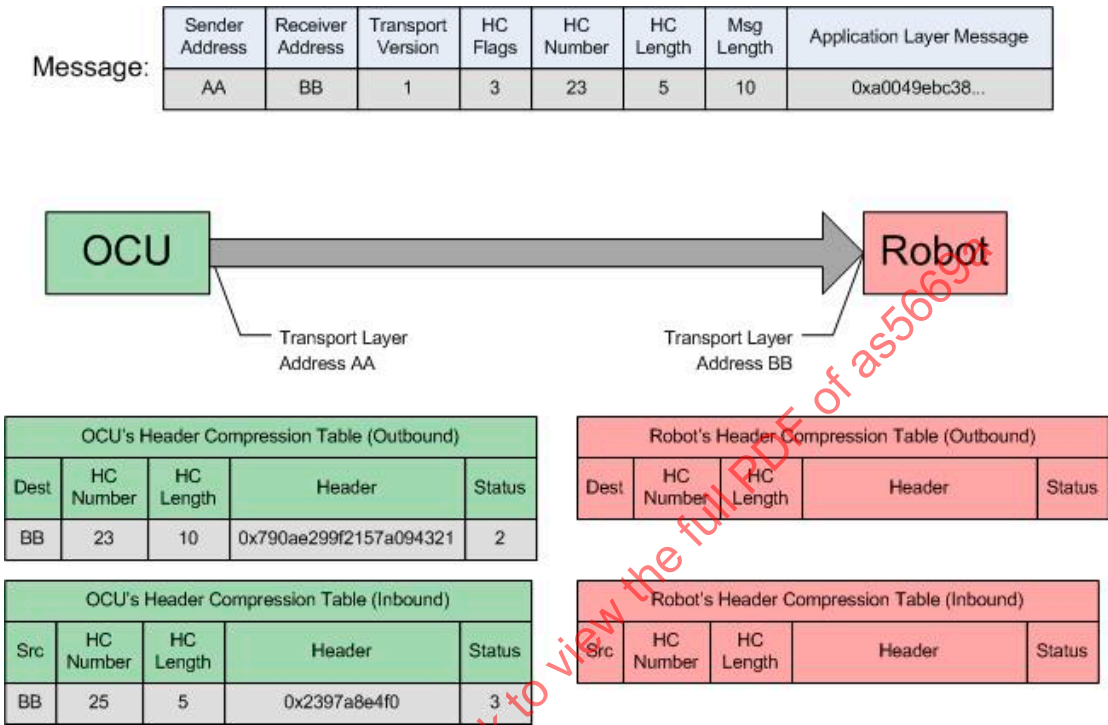 Message:
Sender Address | Receiver Address | Transport Version | HC Flags | HC Number | HC Length | Msg Length | Application Layer Message
AA | BB | 1 | 3 | 23 | 5 | 10 | 0xa0049ebc38...
OCU
Robot
Transport Layer Address AA
Transport Layer Address BB
OCU's Header Compression Table (Outbound)
Dest | HC Number | HC Length | Header | Status
BB | 23 | 10 | 0x790ae299f2157a094321 | 2
Robot's Header Compression Table (Outbound)
Dest | HC Number | HC Length | Header | Status
OCU's Header Compression Table (Inbound)
Src | HC Number | HC Length | Header | Status
BB | 25 | 5 | 0x2397a8e4f0 | 3
Robot's Header Compression Table (Inbound)
Src | HC Number | HC Length | Header | Status
to view the full PDF of as5669a